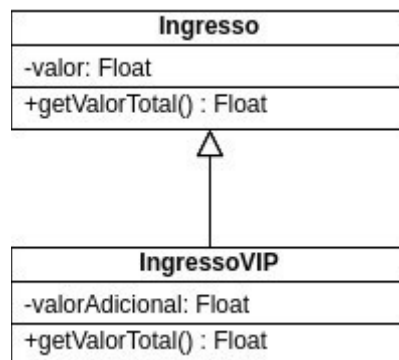 Ingresso
-valor: Float
+getValorTotal() : Float
IngressoVIP
-valorAdicional: Float
+getValorTotal() : Float